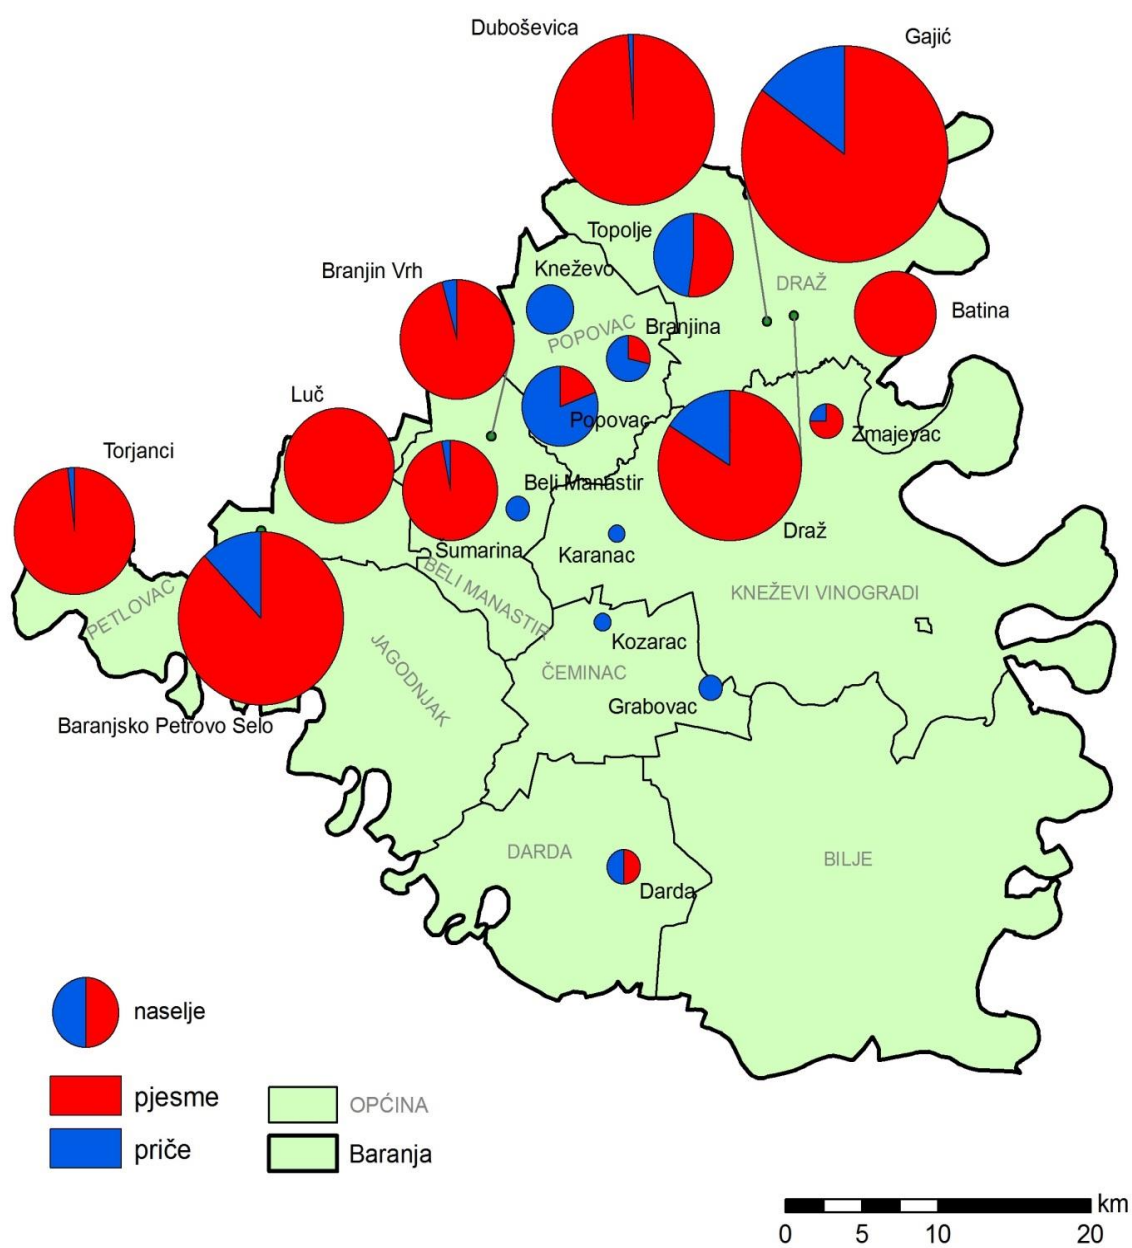 Duboševica
Gajić
Topolje
Kneževo
Branjin Vrh
DRAŽ
Batina
POPOVAC
Branjina
Luč
Popovac
Zmajevac
Torjanci
Beli Manastir
Draž
Šumarina
Karanac
BELI MANASTIR
KNEŽEVI VINOGRADI
PETLOVAC
Kozarac
JAGODNJAK
ČEMINAC
Grabovac
Baranjsko Petrovo Selo
DARDA
BILJE
Darda
naselje
pjesme
OPĆINA
priče
Baranja
km
0 5 10 20